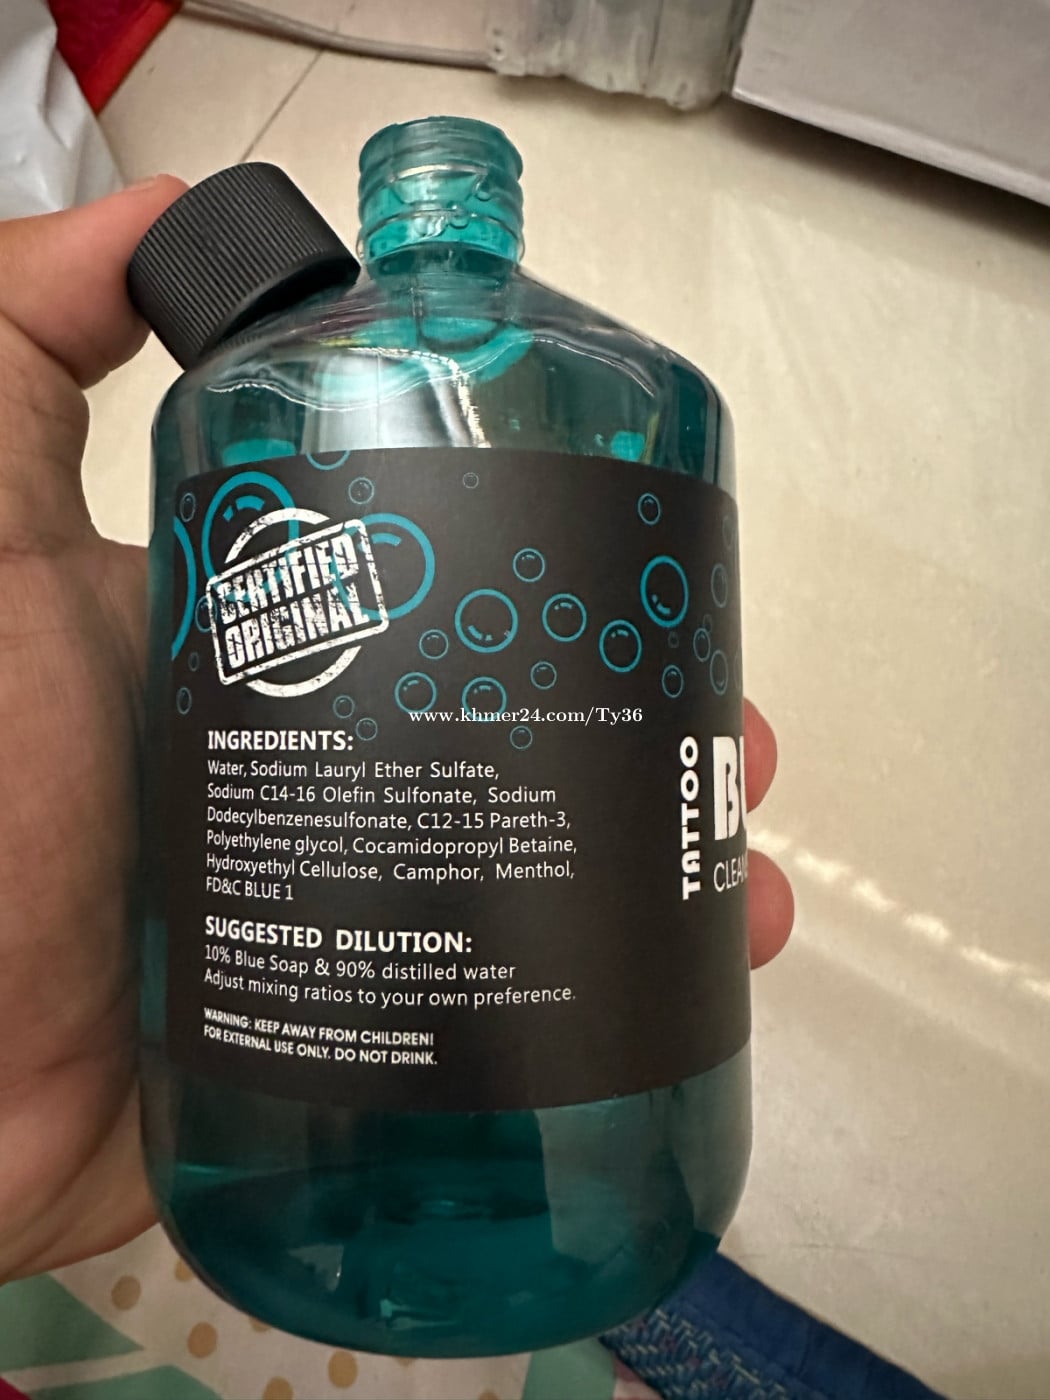 CERTIFIED
ORIGINAL
www.khmer24.com/Ty36
INGREDIENTS:
Water, Sodium Lauryl Ether Sulfate,
Sodium C14-16 Olefin Sulfonate, Sodium
Dodecylbenzenesulfonate, C12-15 Pareth-3,
Polyethylene glycol, Cocamidopropyl Betaine,
Hydroxyethyl Cellulose, Camphor, Menthol,
FD&C BLUE 1
SUGGESTED DILUTION:
10% Blue Soap & 90% distilled water
Adjust mixing ratios to your own preference.
WARNING: KEEP AWAY FROM CHILDREN!
FOR EXTERNAL USE ONLY. DO NOT DRINK.
TATTOO